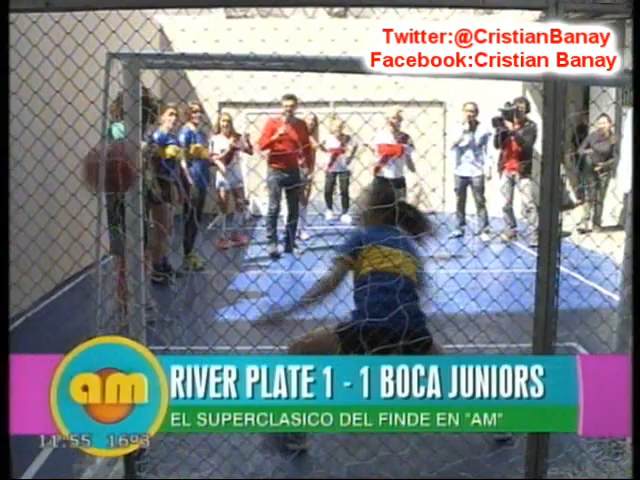 Twitter:@CristianBanay
Facebook:Cristian Banay
am
RIVER PLATE 1 - 1 BOCA JUNIORS
EL SUPERCLASICO DEL FINDE EN "AM"
11:55 16º3